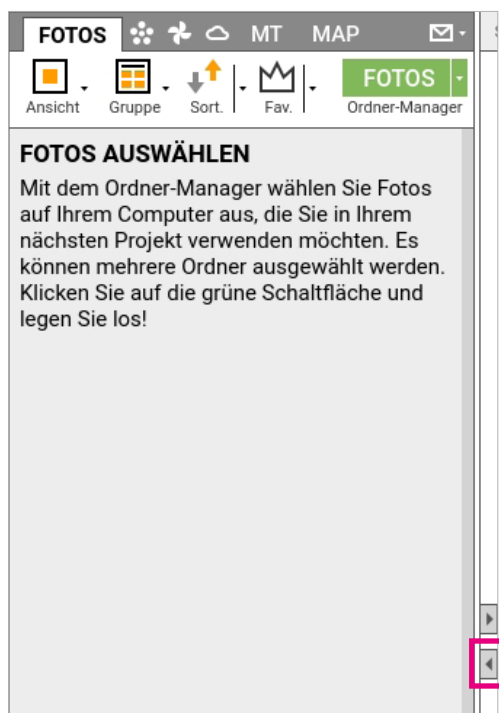 FOTOS MT MAP
Ansicht Gruppe Sort. Fav. FOTOS
Ordner-Manager
FOTOS AUSWÄHLEN
Mit dem Ordner-Manager wählen Sie Fotos
auf Ihrem Computer aus, die Sie in Ihrem
nächsten Projekt verwenden möchten. Es
können mehrere Ordner ausgewählt werden.
Klicken Sie auf die grüne Schaltfläche und
legen Sie los!